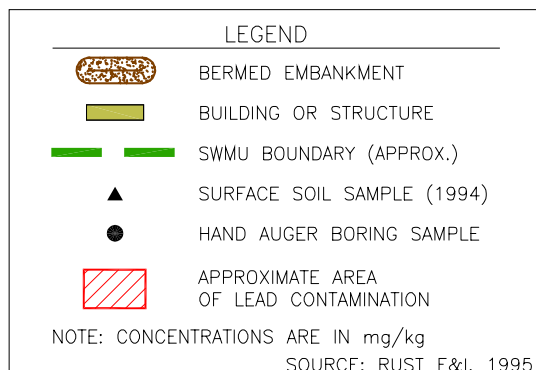 LEGEND
BERMED EMBANKMENT
BUILDING OR STRUCTURE
SWMU BOUNDARY (APPROX.)
SURFACE SOIL SAMPLE (1994)
HAND AUGER BORING SAMPLE
APPROXIMATE AREA
OF LEAD CONTAMINATION
NOTE: CONCENTRATIONS ARE IN mg/kg
SOURCE: RUST E&I, 1995